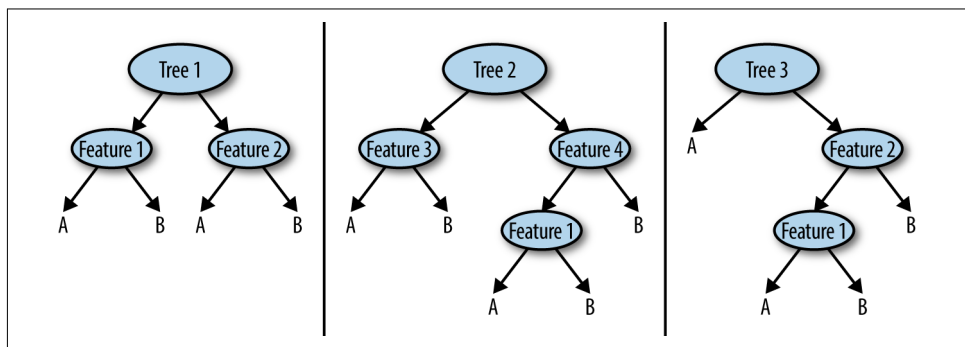 Tree 1
Feature 1 Feature 2
A B A B
Tree 2
Feature 3 Feature 4
A B B
Feature 1
A B
Tree 3
A
Feature 2
Feature 1 B
A B